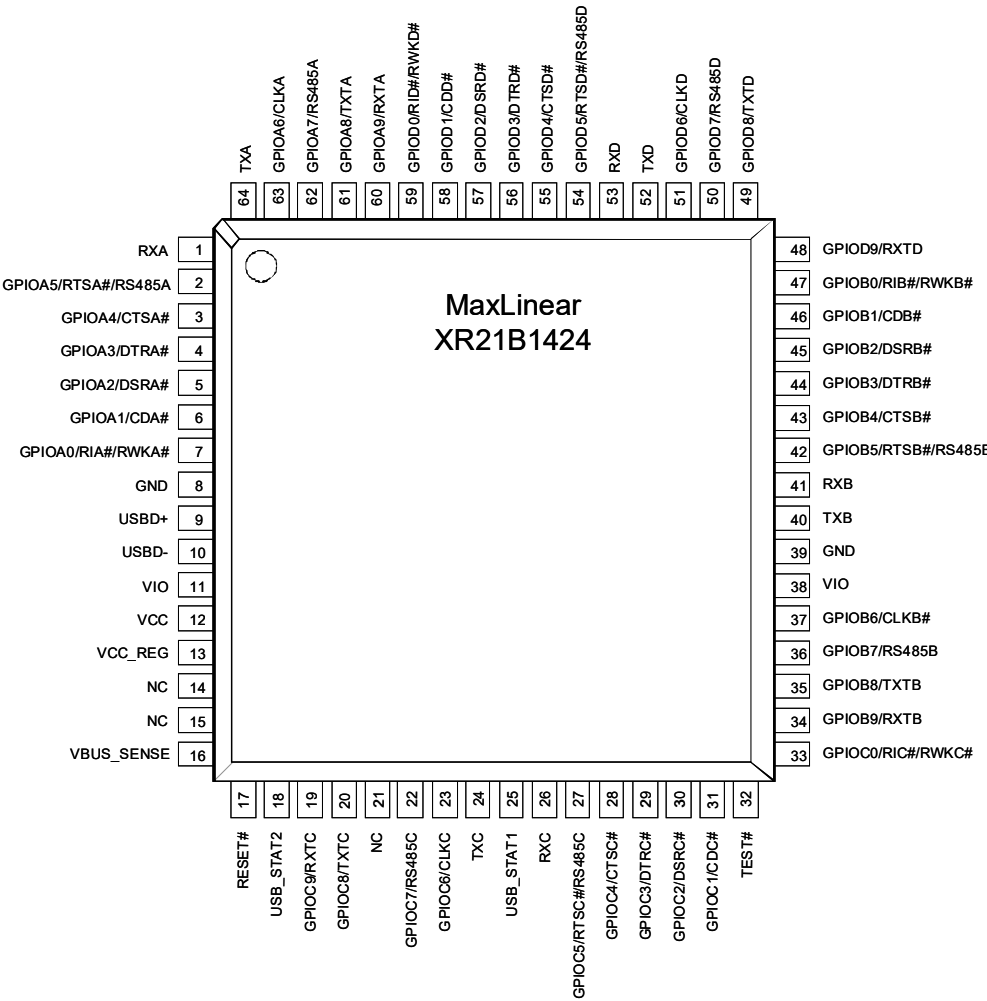 TXA
GPIOA6/CLKA
GPIOA7/RS485A
GPIOA8/TXTA
GPIOA9/RXTA
GPIOD0/RID#/RWKD#
GPIOD1/CDD#
GPIOD2/DSRD#
GPIOD3/DTRD#
GPIOD4/CTSD#
GPIOD5/RTSD#/RS485D
RXD
TXD
GPIOD6/CLKD
GPIOD7/RS485D
GPIOD8/TXTD
64 63 62 61 60 59 58 57 56 55 54 53 52 51 50 49
MaxLinear
XR21B1424
RXA 1
GPIOA5/RTSA#/RS485A 2
GPIOA4/CTSA# 3
GPIOA3/DTRA# 4
GPIOA2/DSRA# 5
GPIOA1/CDA# 6
GPIOA0/RIA#/RWKA# 7
GND 8
USBD+ 9
USBD- 10
VIO 11
VCC 12
VCC_REG 13
NC 14
NC 15
VBUS_SENSE 16
48 GPIOD9/RXTD
47 GPIOB0/RIB#/RWKB#
46 GPIOB1/CDB#
45 GPIOB2/DSRB#
44 GPIOB3/DTRB#
43 GPIOB4/CTSB#
42 GPIOB5/RTSB#/RS485B
41 RXB
40 TXB
39 GND
38 VIO
37 GPIOB6/CLKB#
36 GPIOB7/RS485B
35 GPIOB8/TXTB
34 GPIOB9/RXTB
33 GPIOC0/RIC#/RWKC#
17 18 19 20 21 22 23 24 25 26 27 28 29 30 31 32
RESET#
USB_STAT2
GPIOC9/RXTC
GPIOC8/TXTC
NC
GPIOC7/RS485C
GPIOC6/CLKC
TXC
USB_STAT1
RXC
GPIOC5/RTSC#/RS485C
GPIOC4/CTSC#
GPIOC3/DTRC#
GPIOC2/DSRC#
GPIOC1/CDC#
TEST#